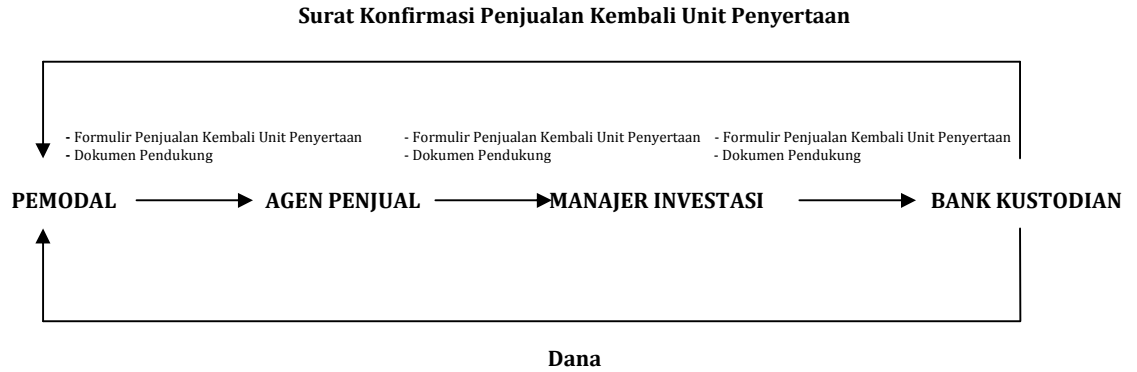 Surat Konfirmasi Penjualan Kembali Unit Penyertaan
- Formulir Penjualan Kembali Unit Penyertaan
- Dokumen Pendukung
- Formulir Penjualan Kembali Unit Penyertaan
- Dokumen Pendukung
- Formulir Penjualan Kembali Unit Penyertaan
- Dokumen Pendukung
PEMODAL AGEN PENJUAL MANAJER INVESTASI BANK KUSTODIAN
Dana